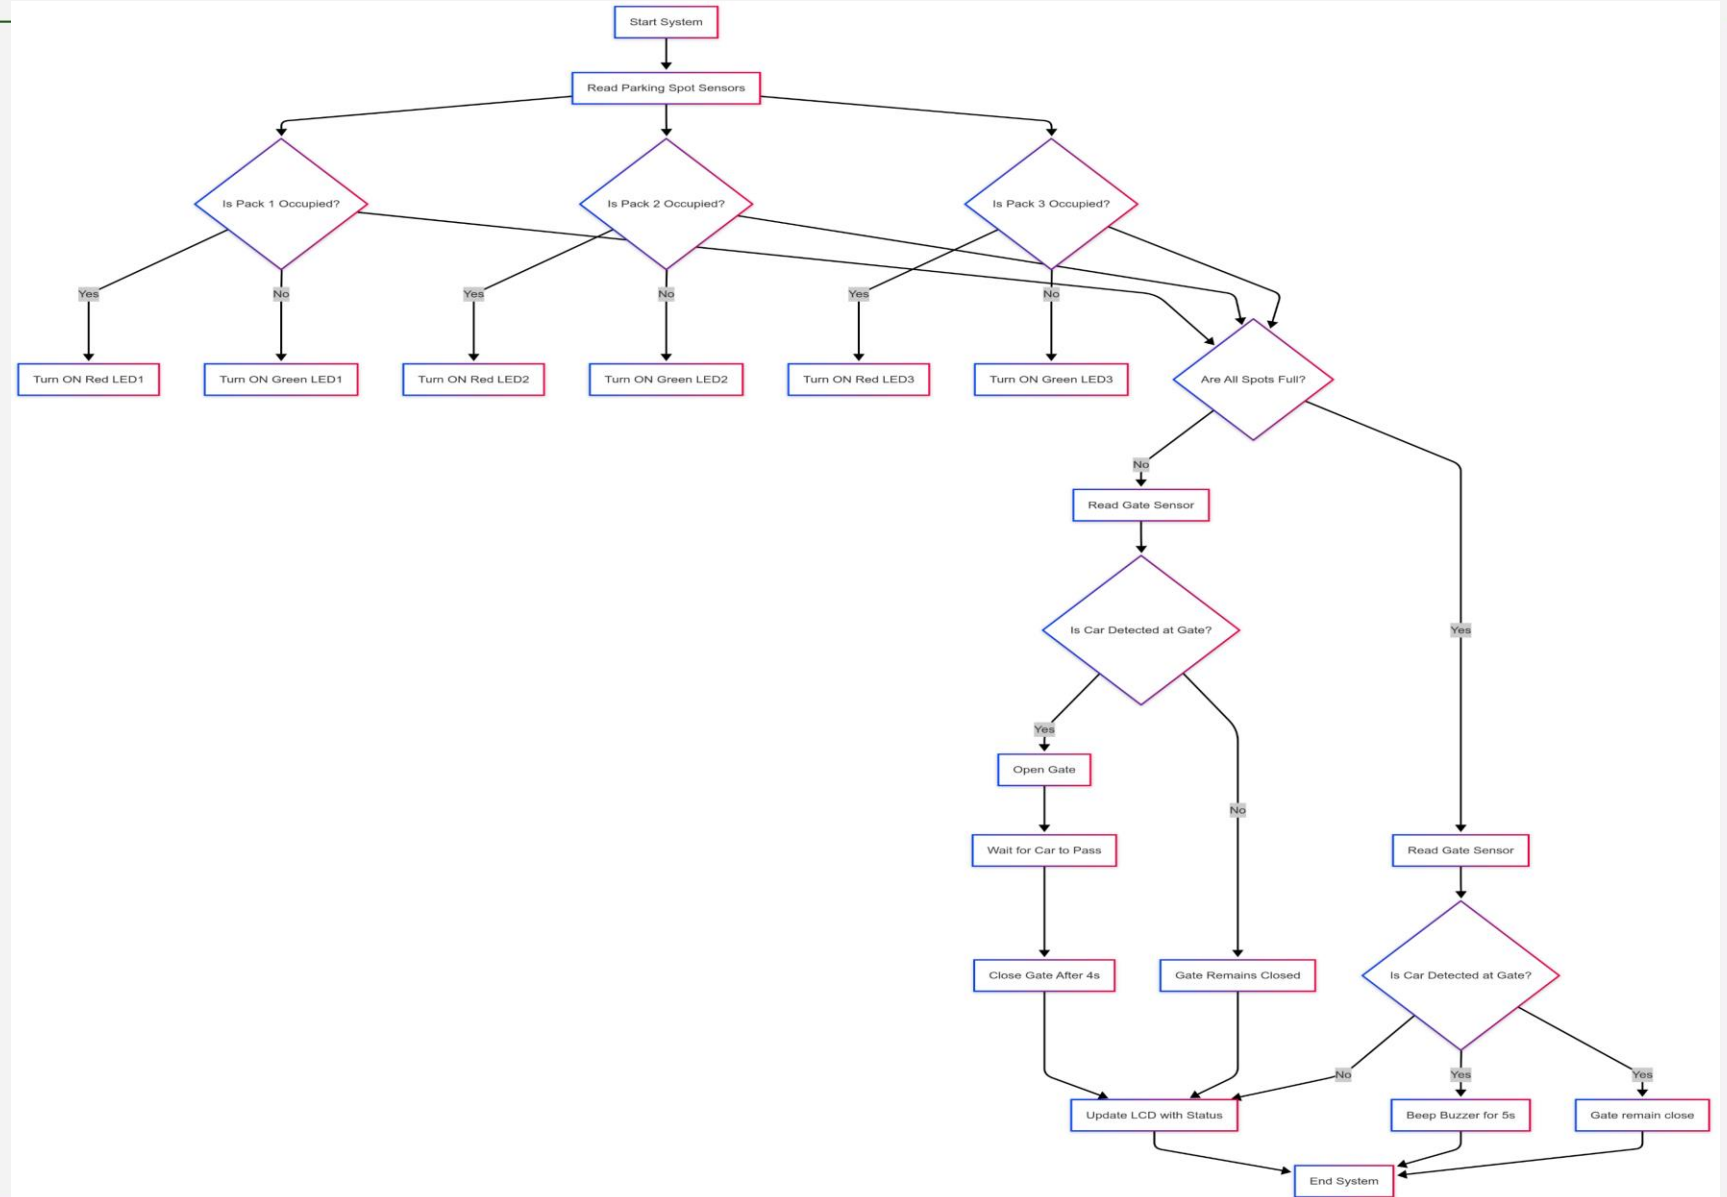 Start System
Read Parking Spot Sensors
Is Pack 1 Occupied?
Is Pack 2 Occupied?
Is Pack 3 Occupied?
Yes
No
Yes
No
Yes
No
Turn ON Red LED1
Turn ON Green LED1
Turn ON Red LED2
Turn ON Green LED2
Turn ON Red LED3
Turn ON Green LED3
Are All Spots Full?
No
Read Gate Sensor
Is Car Detected at Gate?
Yes
Yes
Open Gate
No
Wait for Car to Pass
Read Gate Sensor
Close Gate After 4s
Gate Remains Closed
Is Car Detected at Gate?
No
Yes
Yes
Update LCD with Status
Beep Buzzer for 5s
Gate remain close
End System